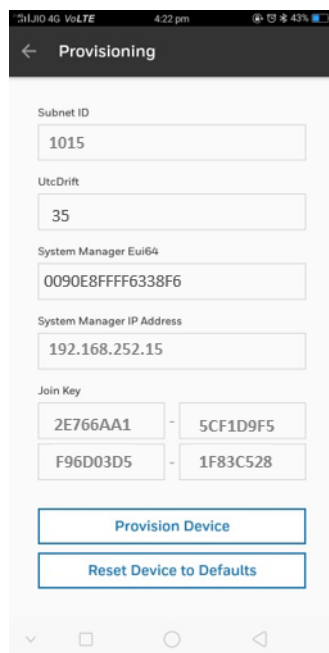 JIO 4G VoLTE 4:22 pm 43%
Provisioning
Subnet ID
1015
UtcDrift
35
System Manager Eui64
0090E8FFFF6338F6
System Manager IP Address
192.168.252.15
Join Key
2E766AA1 - 5CF1D9F5
F96D03D5 - 1F83C528
Provision Device
Reset Device to Defaults